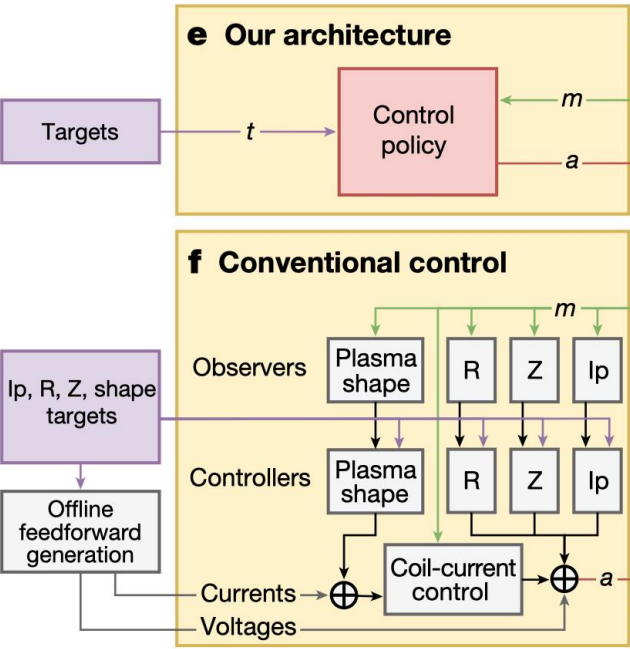 e Our architecture
Targets
t
Control
policy
m
a
f Conventional control
m
Observers
Plasma
shape
R
Z
Ip
Ip, R, Z, shape
targets
Controllers
Plasma
shape
R
Z
Ip
Offline
feedforward
generation
Coil-current
control
a
Currents
Voltages